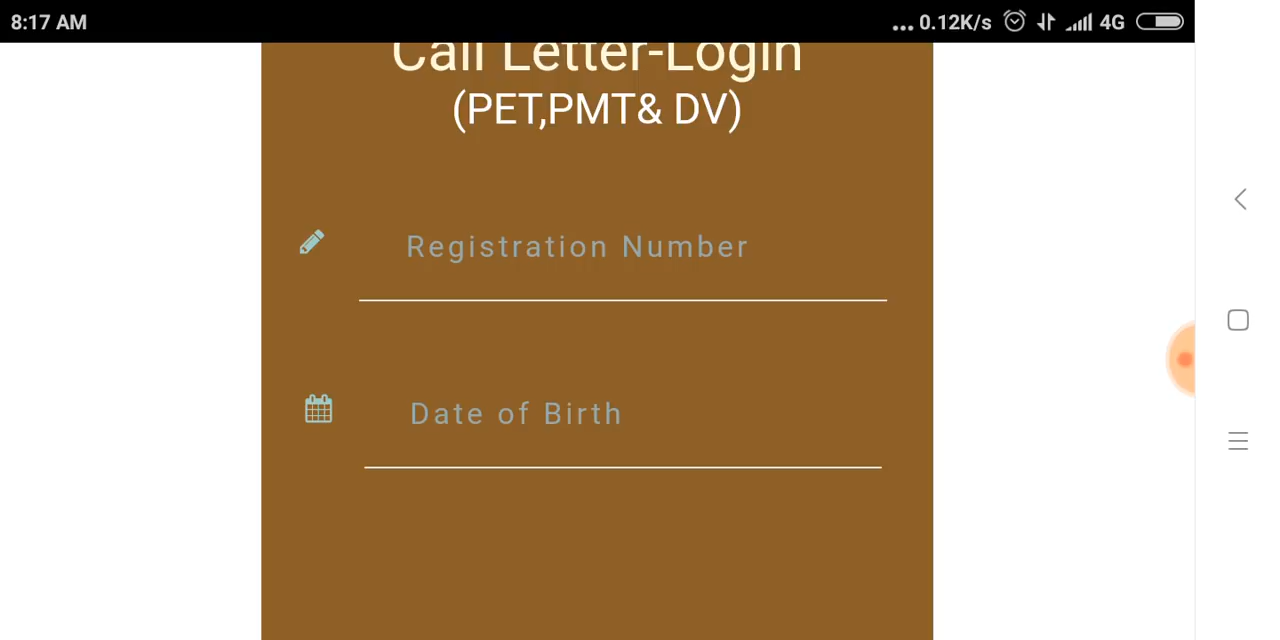 8:17 AM
... 0.12K/s 4G
Call Letter-Login
(PET,PMT& DV)
Registration Number
Date of Birth